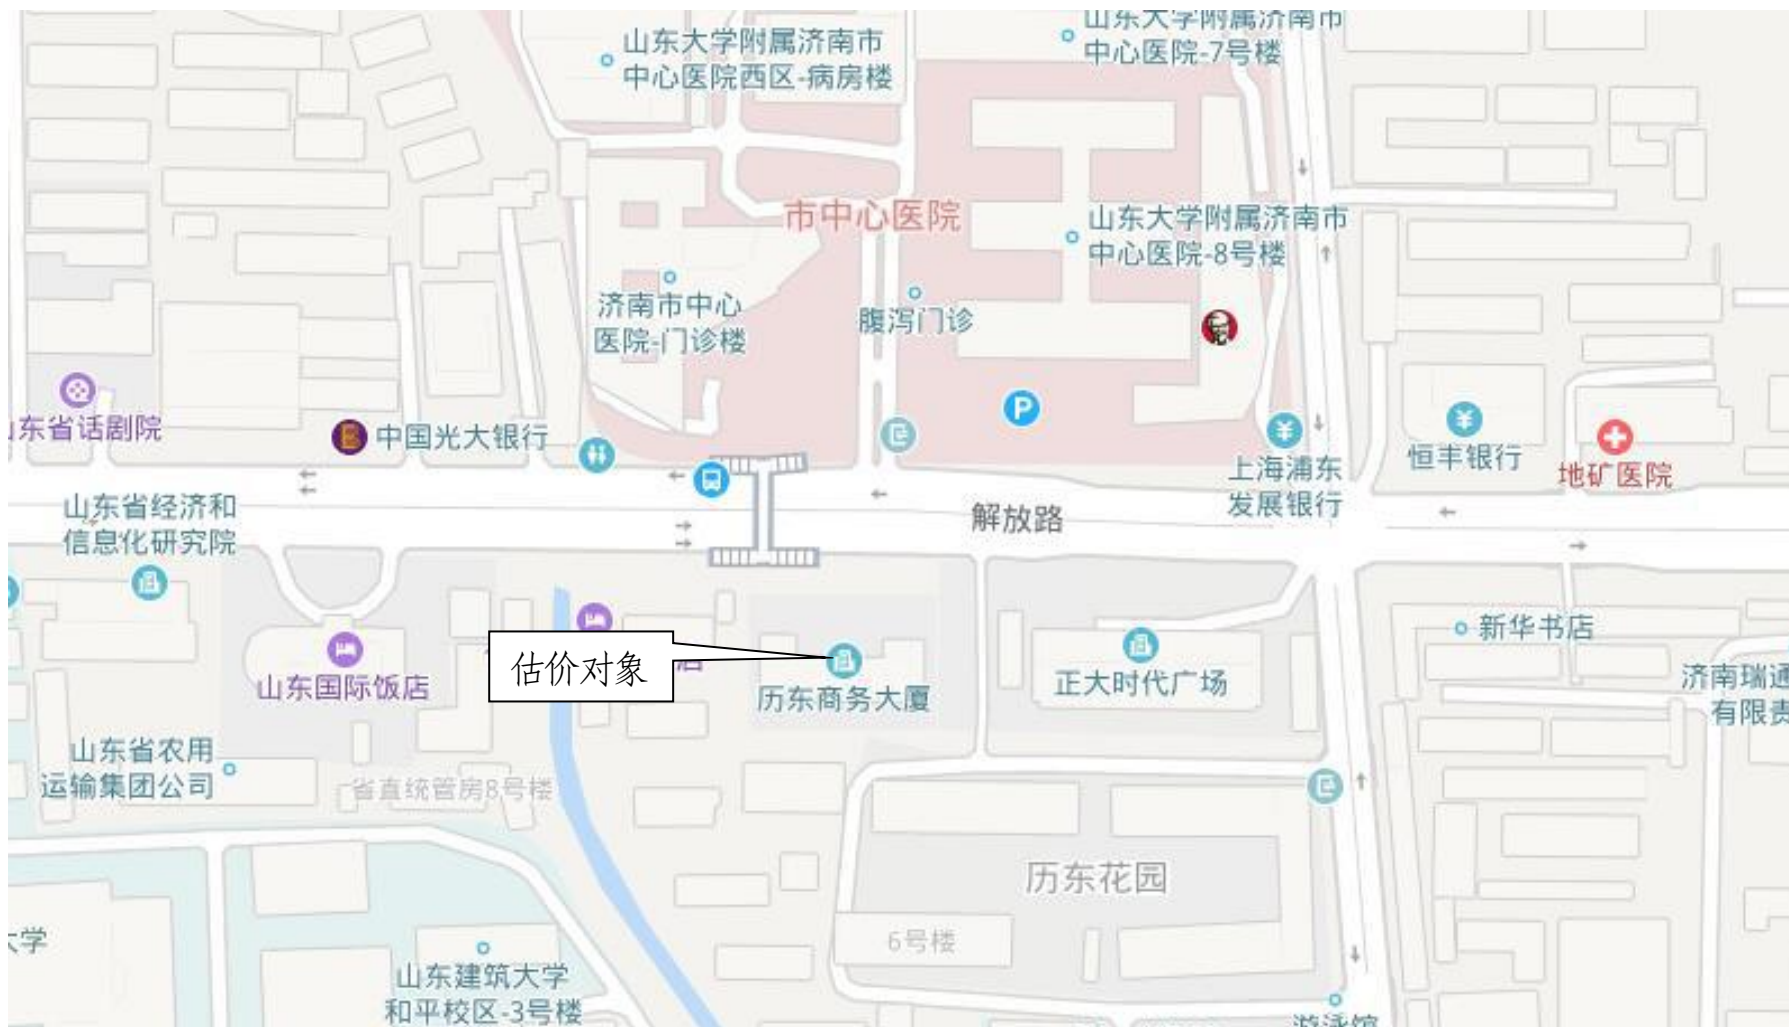 山东大学附属济南市
中心医院西区-病房楼
山东大学附属济南市
中心医院-7号楼
市中心医院
山东大学附属济南市
中心医院-8号楼
济南市中心
医院-门诊楼
腹泻门诊
P
东省话剧院
中国光大银行
上海浦东
发展银行
恒丰银行
地矿医院
山东省经济和
信息化研究院
解放路
新华书店
估价对象
店
山东国际饭店
历东商务大厦
正大时代广场
济南瑞通
有限责
山东省农用
运输集团公司
省直统管房8号楼
历东花园
6号楼
大学
山东建筑大学
和平校区-3号楼
游泳馆